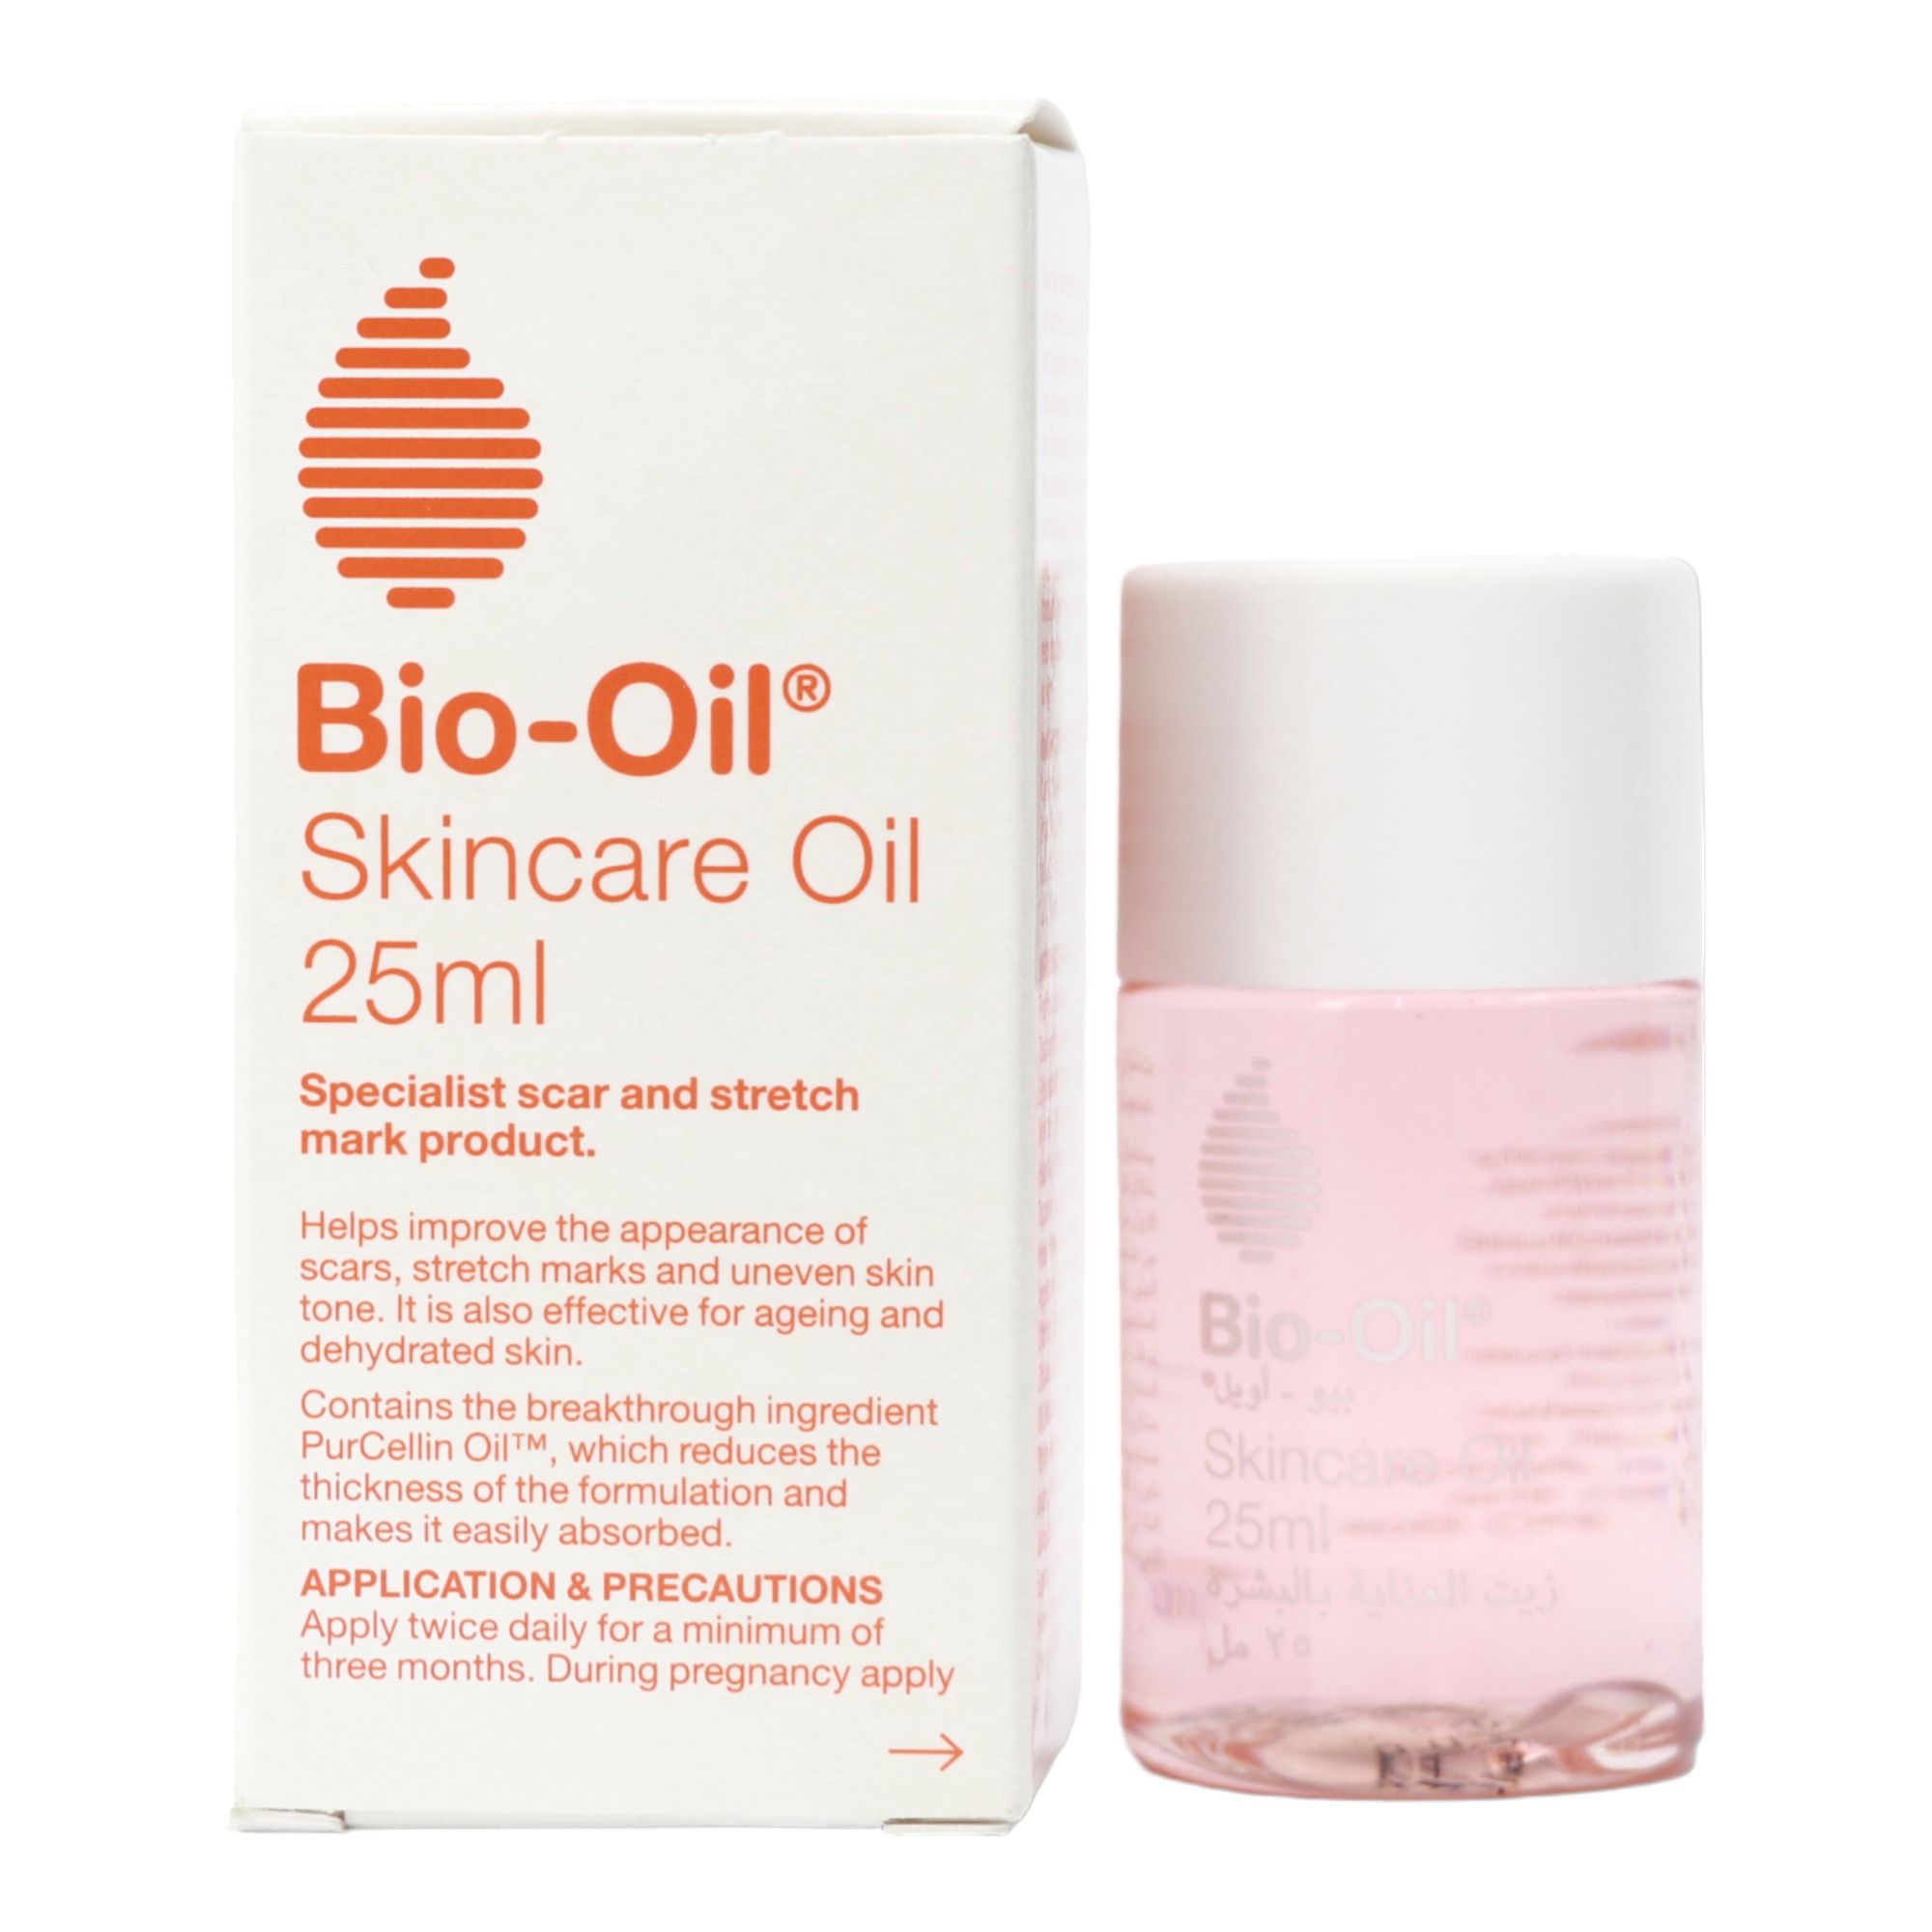 Bio-Oil®
Skincare Oil
25ml
Specialist scar and stretch
mark product.
Helps improve the appearance of
scars, stretch marks and uneven skin
tone. It is also effective for ageing and
dehydrated skin.
Contains the breakthrough ingredient
PurCellin Oil™, which reduces the
thickness of the formulation and
makes it easily absorbed.
APPLICATION & PRECAUTIONS
Apply twice daily for a minimum of
three months. During pregnancy apply
Bio-Oil®
بيو - أويل®
Skincare Oil
25ml
زيت العناية بالبشرة
٢٥ مل